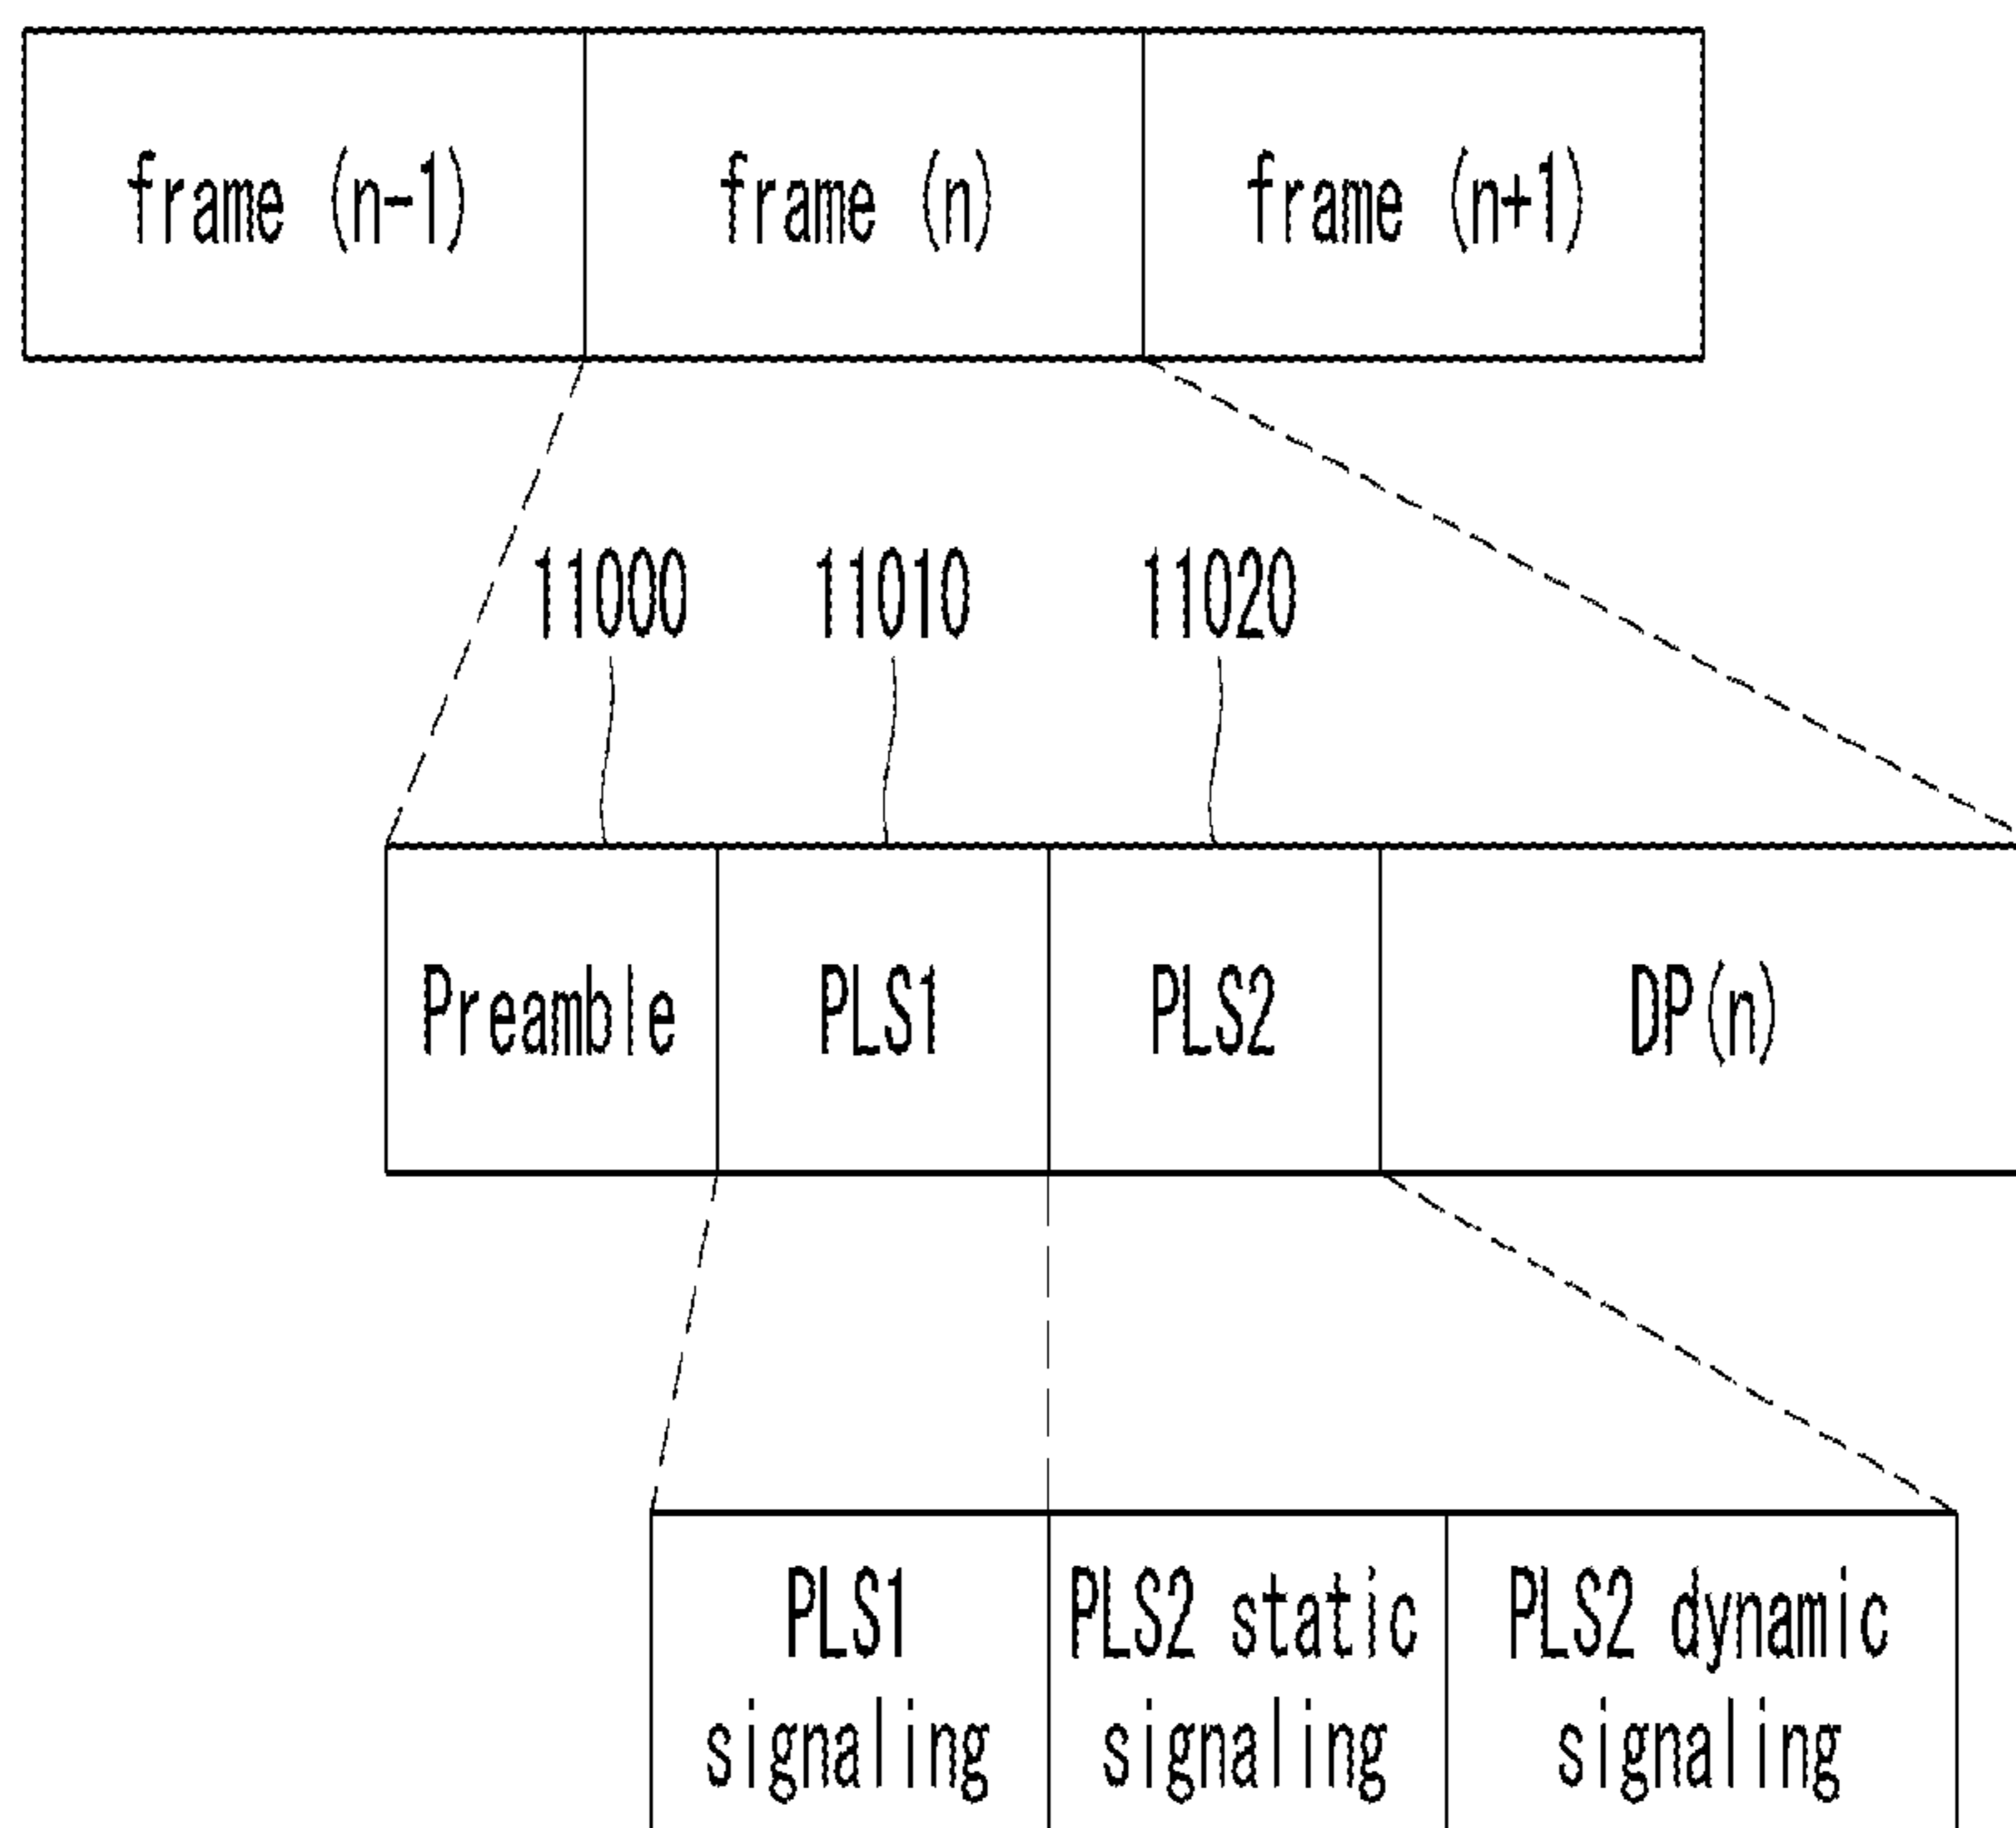 frame (n-1) frame (n) frame (n+1)
11000 11010 11020
Preamble PLS1 PLS2 DP(n)
PLS1 signaling
PLS2 static signaling
PLS2 dynamic signaling